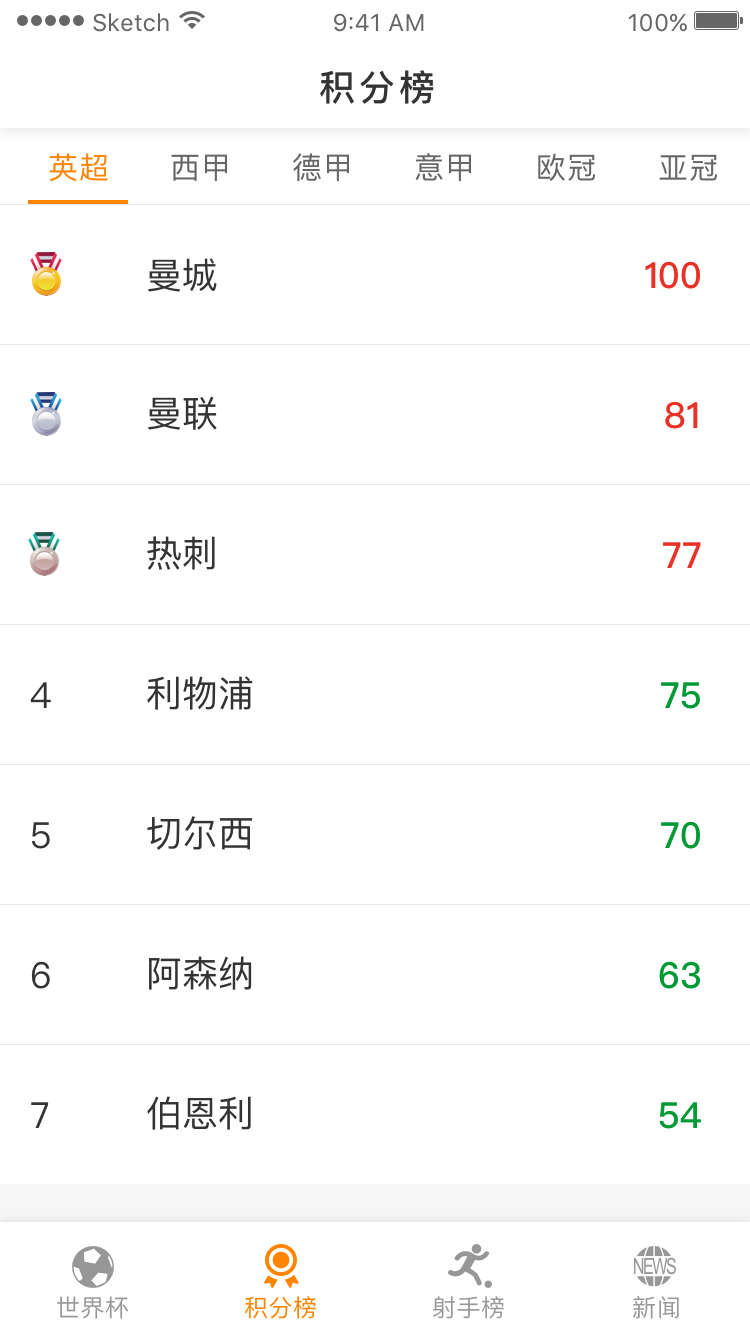 Sketch 9:41 AM 100%
积分榜
英超 西甲 德甲 意甲 欧冠 亚冠
曼城 100
曼联 81
热刺 77
4 利物浦 75
5 切尔西 70
6 阿森纳 63
7 伯恩利 54
NEWS
世界杯 积分榜 射手榜 新闻